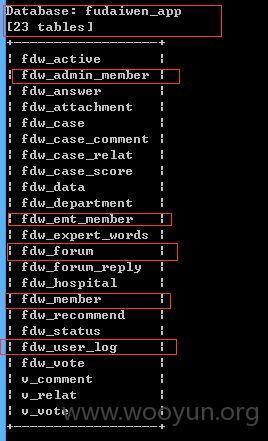 Database: fudaiwen_app
[23 tables]
+------------------+
¦ fdw_active ¦
¦ fdw_admin_member ¦
¦ fdw_answer ¦
¦ fdw_attachment ¦
¦ fdw_case ¦
¦ fdw_case_comment ¦
¦ fdw_case_relat ¦
¦ fdw_case_score ¦
¦ fdw_data ¦
¦ fdw_department ¦
¦ fdw_emt_member ¦
¦ fdw_expert_words ¦
¦ fdw_forum ¦
¦ fdw_forum_reply ¦
¦ fdw_hospital ¦
¦ fdw_member ¦
¦ fdw_recommend ¦
¦ fdw_status ¦
¦ fdw_user_log ¦
¦ fdw_vote ¦
¦ v_comment ¦
¦ v_relat ¦
¦ v_vote ¦
+------------------+
www.wooyun.org